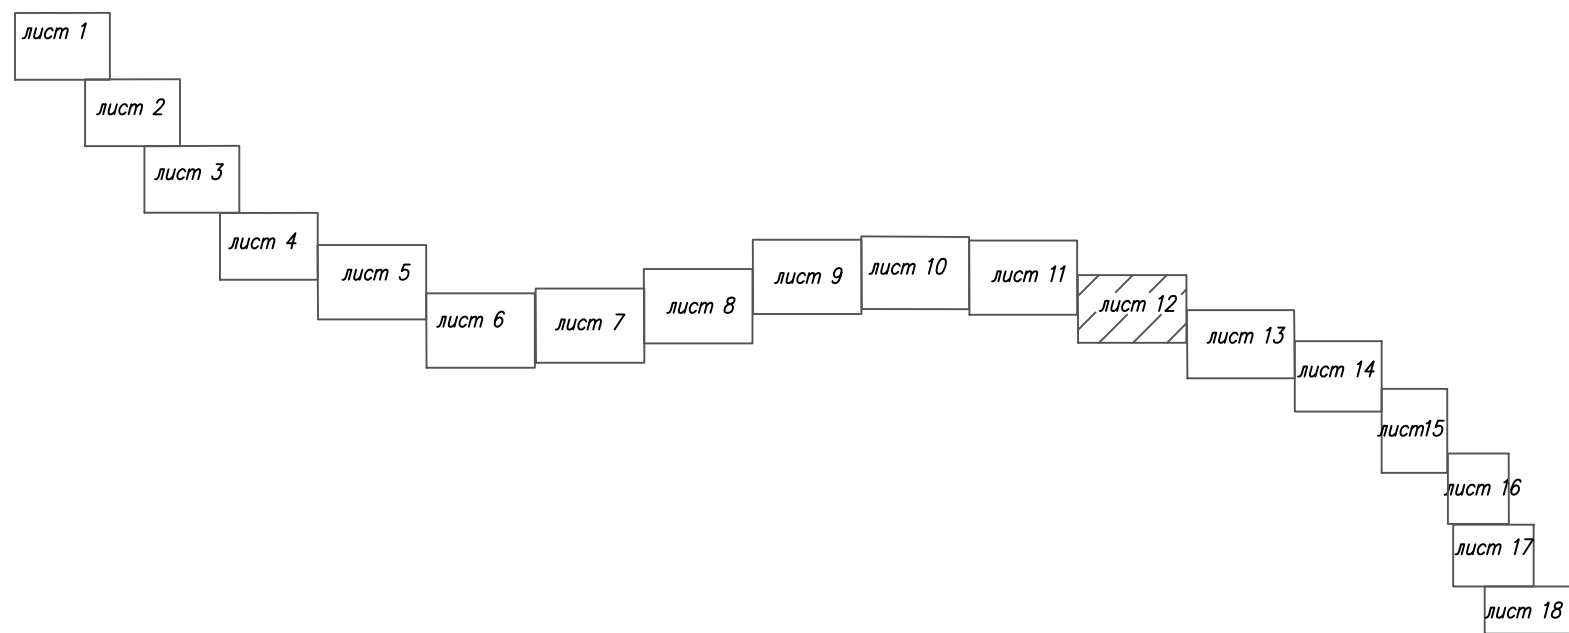 лист 1
лист 2
лист 3
лист 4
лист 5
лист 6
лист 7
лист 8
лист 9
лист 10
лист 11
лист 12
лист 13
лист 14
лист15
лист 16
лист 17
лист 18